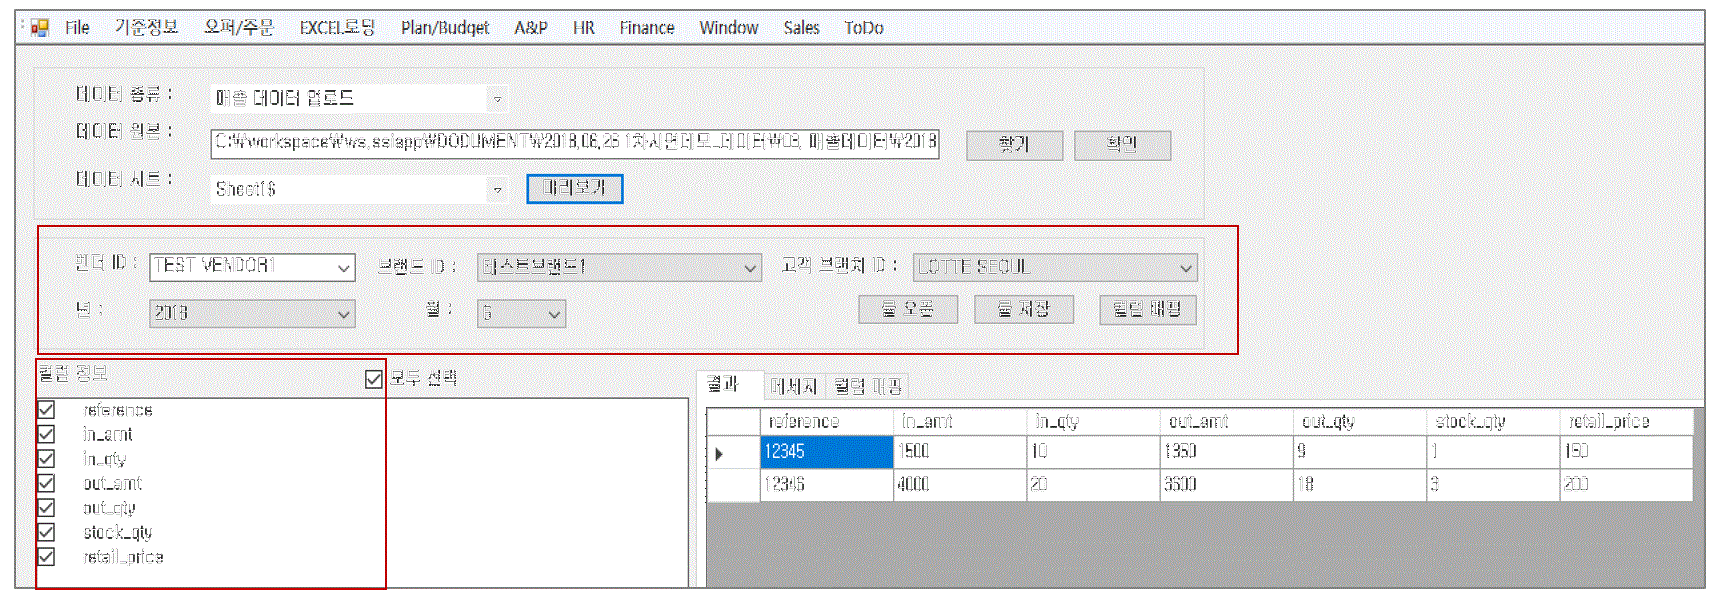 File 기준정보 오퍼/주문 EXCEL로딩 Plan/Budget A&P HR Finance Window Sales ToDo
데이터 종류 : 매출 데이터 업로드
데이터 원본 : C:\workspace\ws.sslapp\DODUMENT\2018.06.26 1차시연데모_데이터\03. 매출데이터\2018 찾기 확인
데이터 시트 : Sheet16 미리보기
벤더 ID : TEST VENDOR1 브랜드 ID : 테스트브랜드1 고객 브랜치 ID : LOTTE SEOUL
년 : 2018 월 : 6 룰 오픈 룰 저장 컬럼 매핑
컬럼 정보 모두 선택
reference
in_amt
in_qty
out_amt
out_qty
stock_qty
retail_price
결과 메세지 컬럼 매핑
reference in_amt in_qty out_amt out_qty stock_qty retail_price
12345 1500 10 1350 9 1 150
12346 4000 20 3600 18 3 200